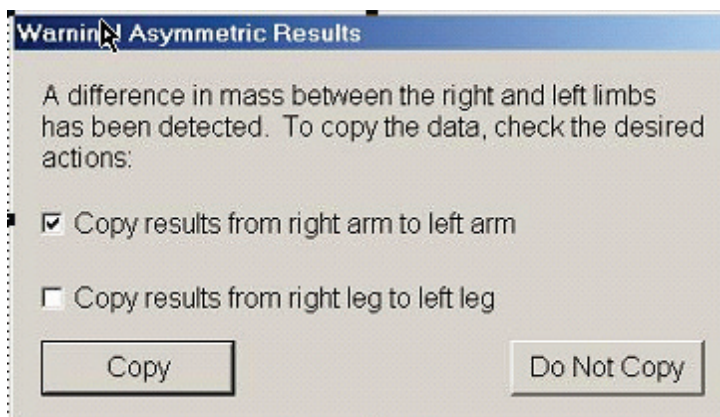 Warning! Asymmetric Results
A difference in mass between the right and left limbs
has been detected. To copy the data, check the desired
actions:
Copy results from right arm to left arm
Copy results from right leg to left leg
Copy
Do Not Copy